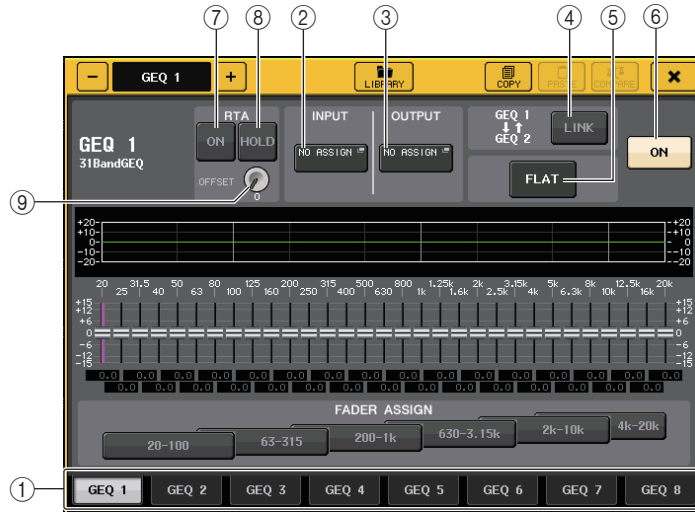 ⑦ ⑧ ② ③ ④ ⑤ ⑥
− GEQ 1 + LIBRARY COPY PASTE COMPARE ×
GEQ 1
31BandGEQ
RTA
ON HOLD
OFFSET
0
INPUT
NO ASSIGN
OUTPUT
NO ASSIGN
GEQ 1
↓↑
GEQ 2
LINK
FLAT
ON
⑨
+20 +20
+10 +10
0 0
-10 -10
-20 -20
20 31.5 50 80 125 200 315 500 800 1.25k 2k 3.15k 5k 8k 12.5k 20k
25 40 63 100 160 250 400 630 1k 1.6k 2.5k 4k 6.3k 10k 16k
+15 +15
+12 +12
+6 +6
0 0
-6 -6
-12 -12
-15 -15
0.0 0.0 0.0 0.0 0.0 0.0 0.0 0.0 0.0 0.0 0.0 0.0 0.0 0.0 0.0 0.0
0.0 0.0 0.0 0.0 0.0 0.0 0.0 0.0 0.0 0.0 0.0 0.0 0.0 0.0 0.0
FADER ASSIGN
20-100 63-315 200-1k 630-3.15k 2k-10k 4k-20k
① GEQ 1 GEQ 2 GEQ 3 GEQ 4 GEQ 5 GEQ 6 GEQ 7 GEQ 8